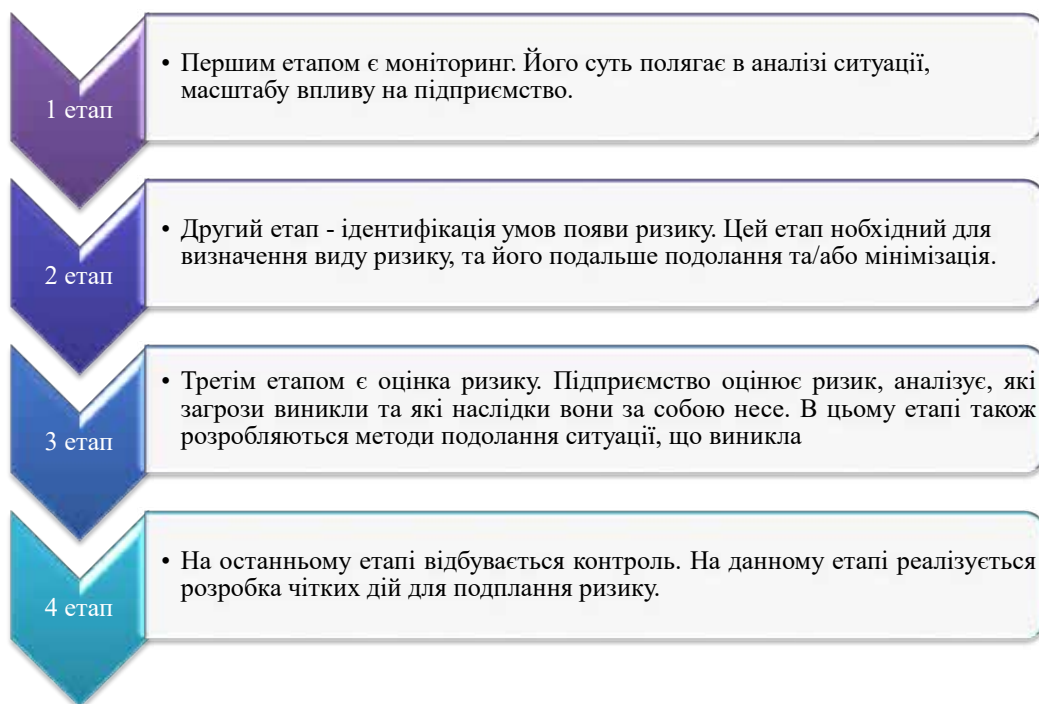 1 етап
• Першим етапом є моніторинг. Його суть полягає в аналізі ситуації,
масштабу впливу на підприємство.
2 етап
• Другий етап - ідентифікація умов появи ризику. Цей етап нобхідний для
визначення виду ризику, та його подальше подолання та/або мінімізація.
3 етап
• Третім етапом є оцінка ризику. Підприємство оцінює ризик, аналізує, які
загрози виникли та які наслідки вони за собою несе. В цьому етапі також
розробляються методи подолання ситуації, що виникла
4 етап
• На останньому етапі відбувається контроль. На данному етапі реалізується
розробка чітких дій для подплання ризику.